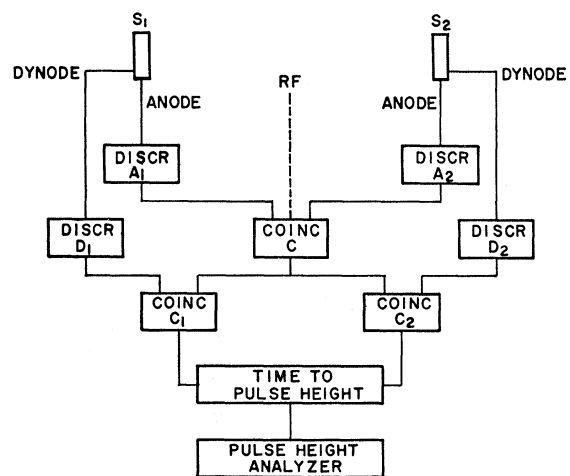 S1
S2
DYNODE
DYNODE
RF
ANODE
ANODE
DISCR
A1
DISCR
A2
DISCR
D1
COINC
C
DISCR
D2
COINC
C1
COINC
C2
TIME TO
PULSE HEIGHT
PULSE HEIGHT
ANALYZER